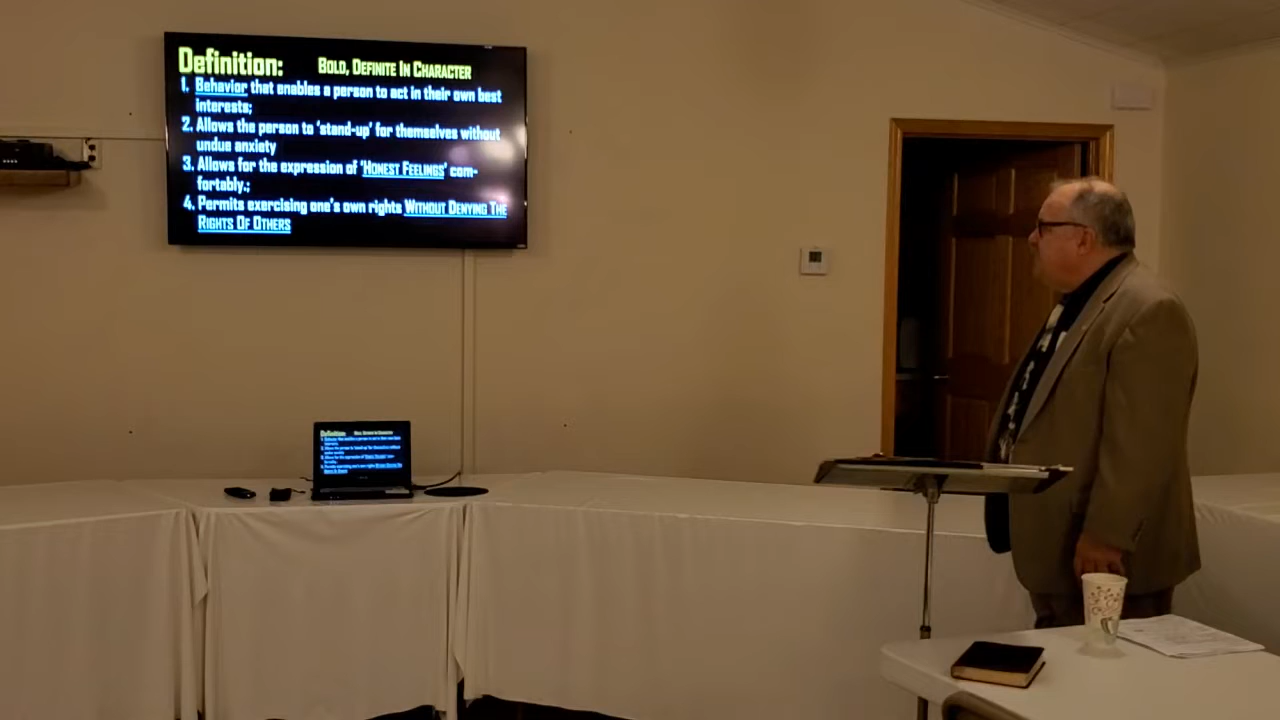 Definition: BOLD, DEFINITE IN CHARACTER
1. Behavior that enables a person to act in their own best
interests;
2. Allows the person to 'stand-up' for themselves without
undue anxiety
3. Allows for the expression of 'HONEST FEELINGS' com-
fortably.;
4. Permits exercising one's own rights WITHOUT DENYING THE
RIGHTS OF OTHERS